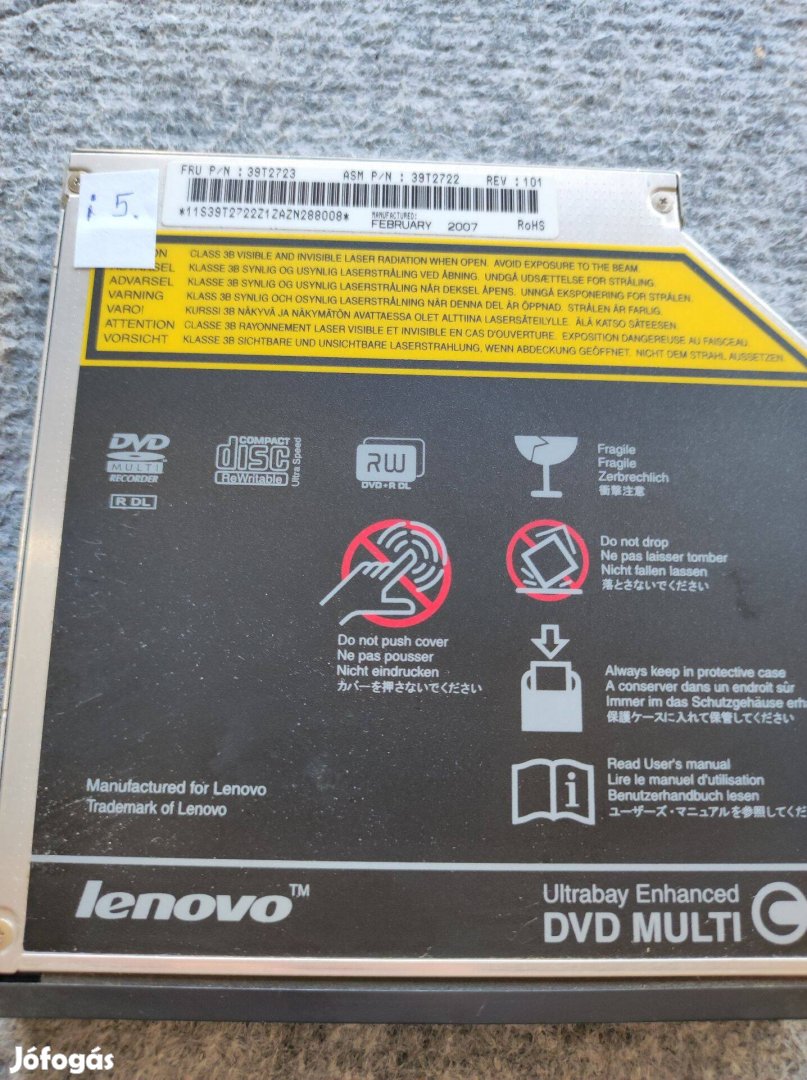 FRU P/N : 39T2723 ASM P/N : 39T2722 REV : 101
*11S39T2722Z1ZAZN288008*
MANUFACTURED:
FEBRUARY 2007 RoHS
5.
CLASS 3B VISIBLE AND INVISIBLE LASER RADIATION WHEN OPEN. AVOID EXPOSURE TO THE BEAM.
KLASSE 3B SYNLIG OG USYNLIG LASERSTRÅLING VED ÅBNING. UNDGÅ UDSÆTTELSE FOR STRÅLING.
ADVARSEL KLASSE 3B SYNLIG OG USYNLIG LASERSTRÅLING NÅR DEKSEL ÅPENS. UNNGÅ EKSPONERING FOR STRÅLEN.
VARNING KLASS 3B SYNLIG OCH OSYNLIG LASERSTRÅLNING NÄR DENNA DEL ÄR ÖPPNAD. STRÅLEN ÄR FARLIG.
VARO! KURSSI 3B NÄKYVÄ JA NÄKYMÄTÖN AVATTAESSA OLET ALTTIINA LASERSÄTEILYLLE. ÄLÄ KATSO SÄTEESEEN.
ATTENTION CLASSE 3B RAYONNEMENT LASER VISIBLE ET INVISIBLE EN CAS D'OUVERTURE. EXPOSITION DANGEREUSE AU FAISCEAU.
VORSICHT KLASSE 3B SICHTBARE UND UNSICHTBARE LASERSTRAHLUNG, WENN ABDECKUNG GEÖFFNET. NICHT DEM STRAHL AUSSETZEN.
DVD
MULTI
RECORDER
R DL
COMPACT
disc
ReWritable
Ultra Speed
RW
DVD+R DL
Fragile
Fragile
Zerbrechlich
衝撃注意
Do not drop
Ne pas laisser tomber
Nicht fallen lassen
落とさないでください
Do not push cover
Ne pas pousser
Nicht eindrucken
カバーを押さないでください
Always keep in protective case
A conserver dans un endroit sûr
Immer im das Schutzgehäuse erh
保護ケースに入れて保管してください
Read User's manual
Lire le manuel d'utilisation
Benutzerhandbuch lesen
ユーザーズ・マニュアルを参照してくだ
Manufactured for Lenovo
Trademark of Lenovo
lenovo™
Ultrabay Enhanced
DVD MULTI
Jófogás